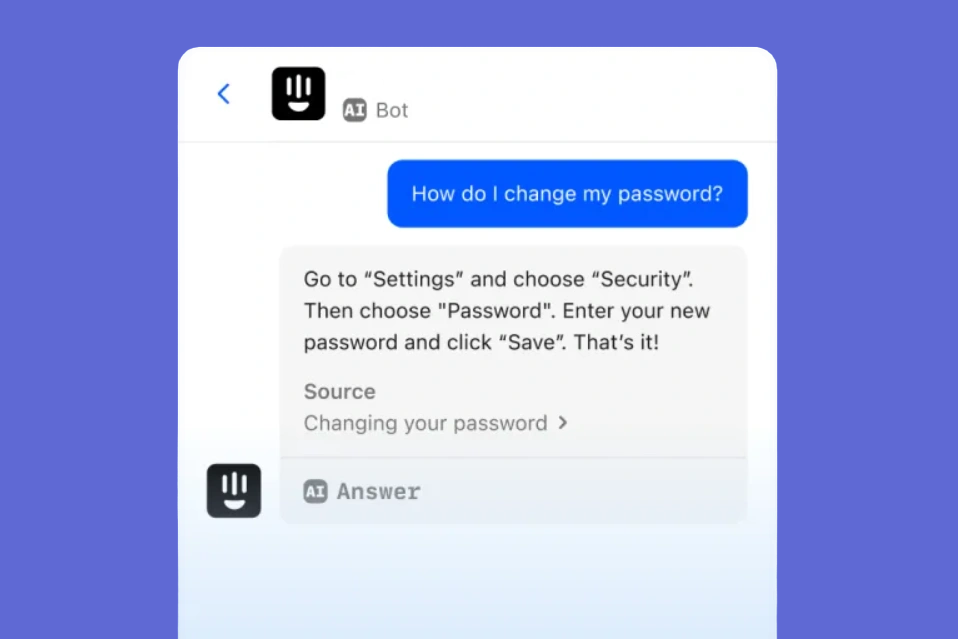 AI Bot
How do I change my password?
Go to “Settings” and choose “Security”.
Then choose "Password". Enter your new
password and click “Save”. That’s it!
Source
Changing your password >
AI Answer